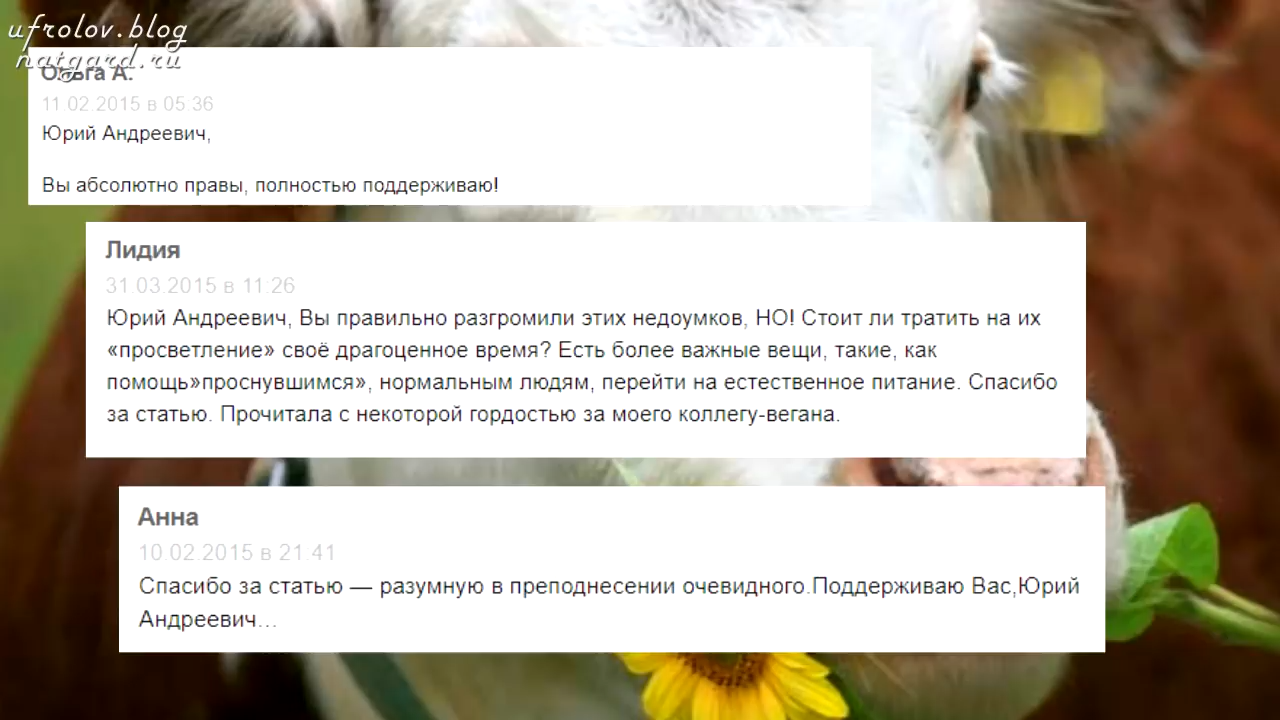 ufrolov.blog
natgard.ru
Ольга А.
11.02.2015 в 05:36
Юрий Андреевич,
Вы абсолютно правы, полностью поддерживаю!
Лидия
31.03.2015 в 11:26
Юрий Андреевич, Вы правильно разгромили этих недоумков, НО! Стоит ли тратить на их
«просветление» своё драгоценное время? Есть более важные вещи, такие, как
помощь»проснувшимся», нормальным людям, перейти на естественное питание. Спасибо
за статью. Прочитала с некоторой гордостью за моего коллегу-вегана.
Анна
10.02.2015 в 21:41
Спасибо за статью — разумную в преподнесении очевидного.Поддерживаю Вас,Юрий
Андреевич...